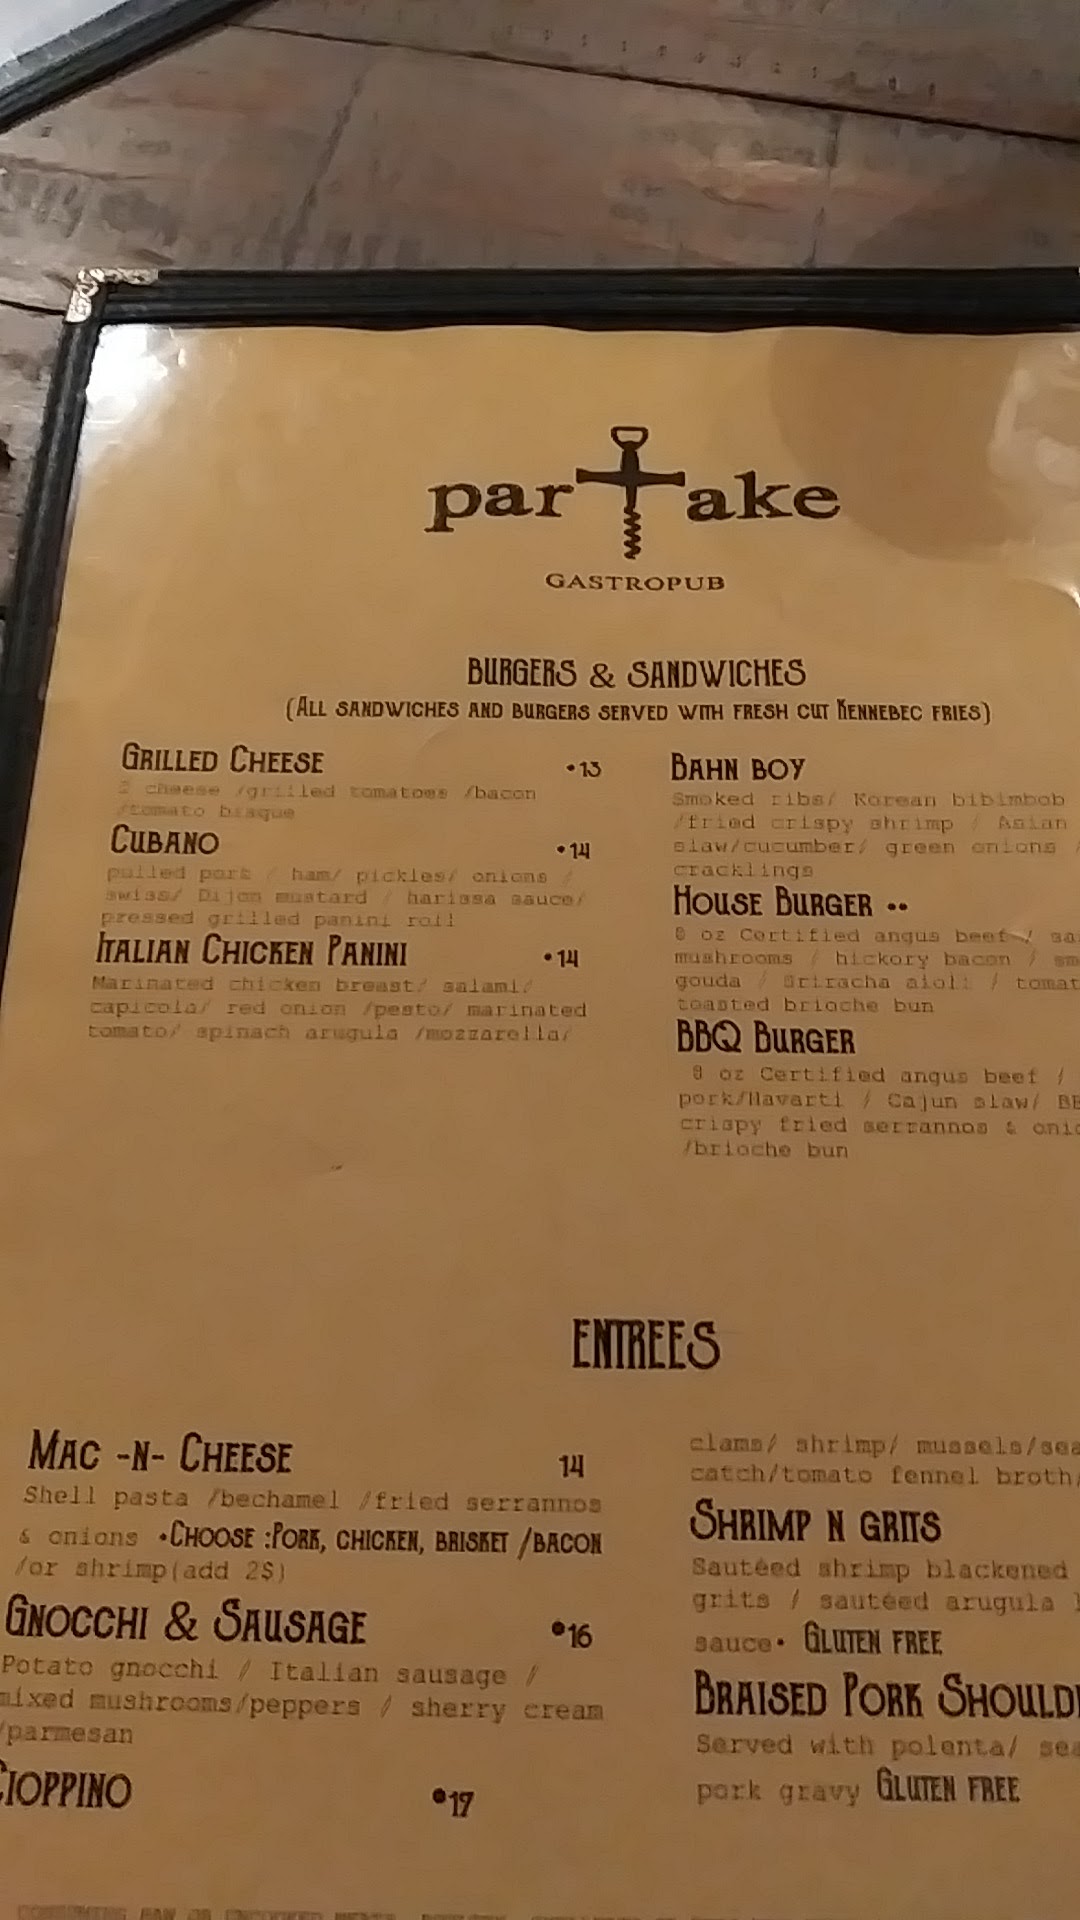 partake
GASTROPUB
BURGERS & SANDWICHES
(ALL SANDWICHES AND BURGERS SERVED WITH FRESH CUT KENNEBEC FRIES)
GRILLED CHEESE •13
2 cheese /grilled tomatoes /bacon
/tomato bisque
CUBANO •14
pulled pork / ham/ pickles/ onions /
swiss/ Dijon mustard / harissa sauce/
pressed grilled panini roll
ITALIAN CHICKEN PANINI •14
Marinated chicken breast/ salami/
capicola/ red onion /pesto/ marinated
tomato/ spinach arugula /mozzarella/
BAHN BOY
Smoked ribs/ Korean bibimbob
/fried crispy shrimp / Asian
slaw/cucumber/ green onions /
cracklings
HOUSE BURGER ••
8 oz Certified angus beef /
mushrooms / hickory bacon /
gouda / Sriracha aioli /
toasted brioche bun
BBQ BURGER
8 oz Certified angus beef /
pork/Havarti / Cajun slaw/
crispy fried serrannos &
/brioche bun
ENTREES
MAC -N- CHEESE 14
Shell pasta /bechamel /fried serrannos
& onions •CHOOSE :PORK, CHICKEN, BRISKET /BACON
/or shrimp(add 2$)
GNOCCHI & SAUSAGE •16
Potato gnocchi / Italian sausage /
mixed mushrooms/peppers / sherry cream
/parmesan
CIOPPINO •17
clams/ shrimp/ mussels/
catch/tomato fennel broth/
SHRIMP N GRITS
Sautéed shrimp blackened
grits / sautéed arugula
sauce• GLUTEN FREE
BRAISED PORK
Served with polenta/
pork gravy GLUTEN FREE